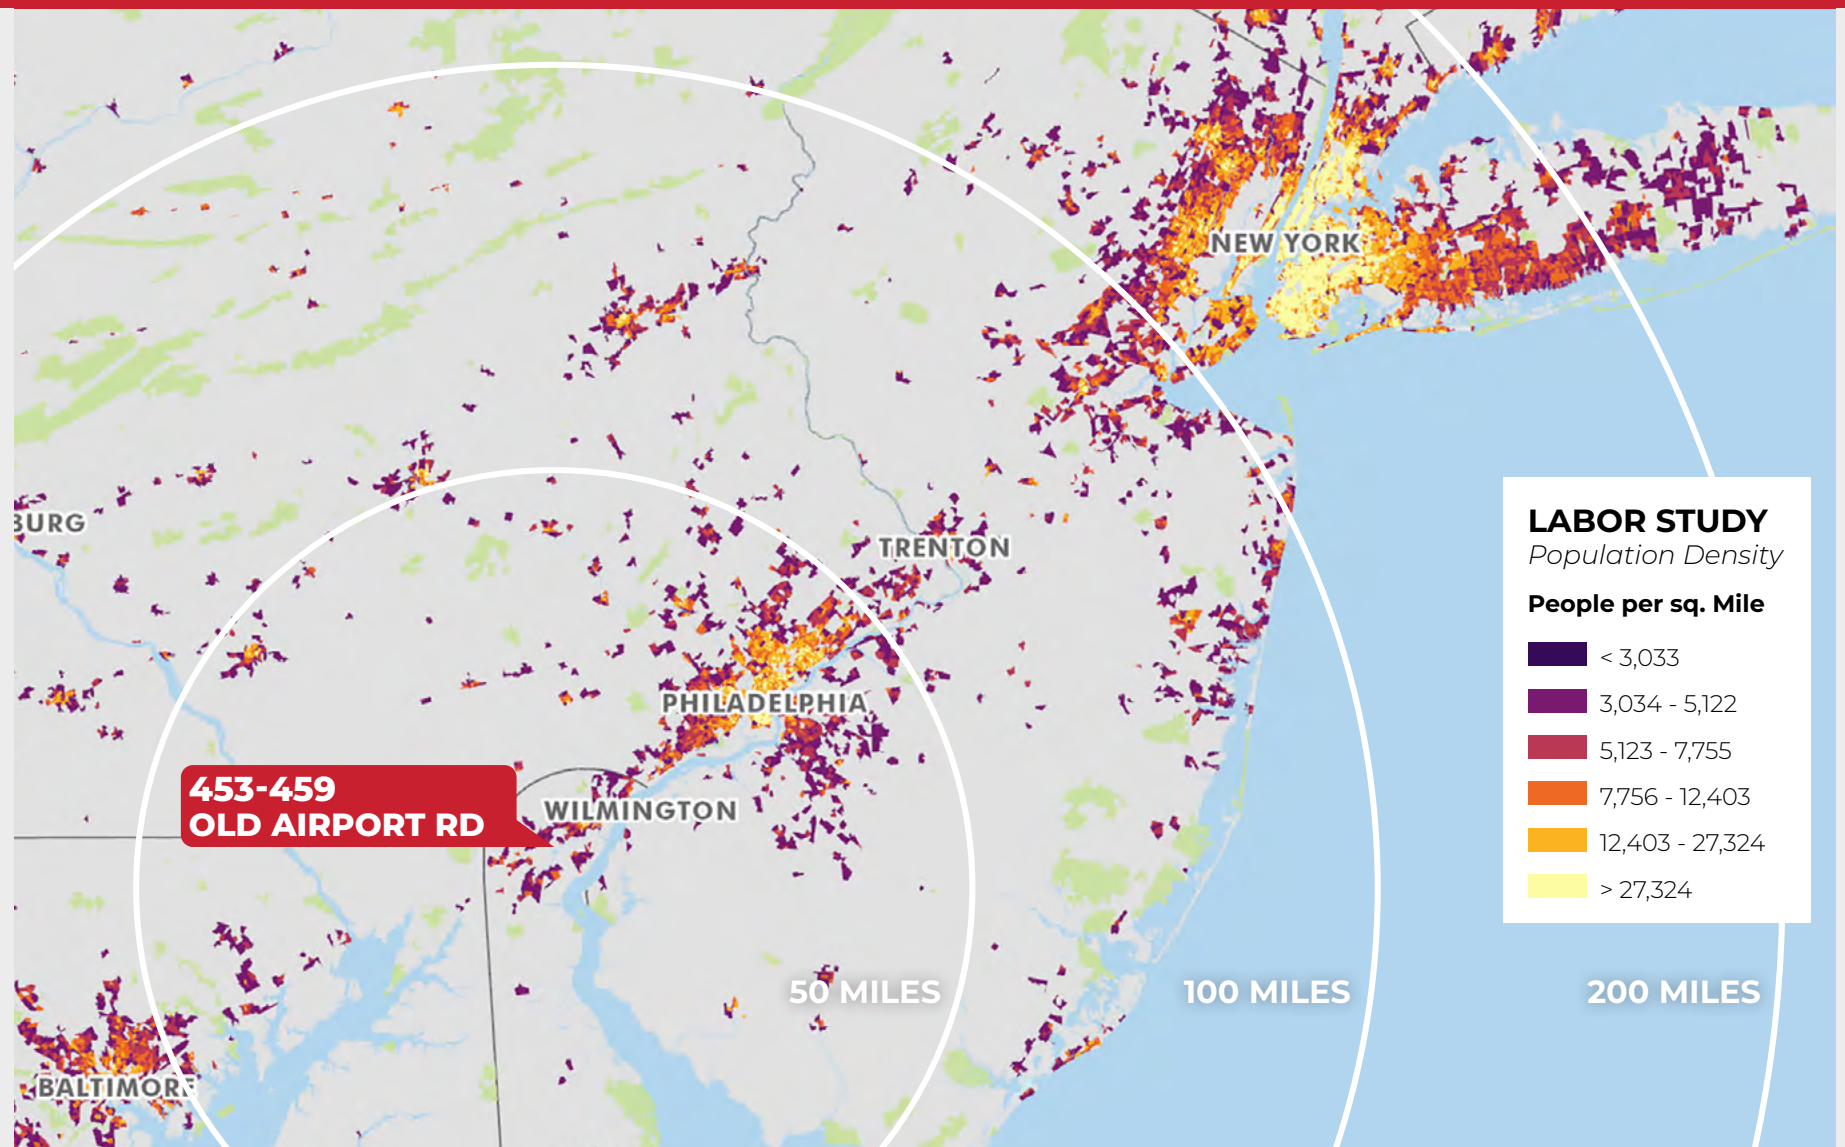 NEW YORK
BURG
TRENTON
PHILADELPHIA
453-459
OLD AIRPORT RD
WILMINGTON
BALTIMORE
50 MILES
100 MILES
200 MILES
LABOR STUDY
Population Density
People per sq. Mile
< 3,033
3,034 - 5,122
5,123 - 7,755
7,756 - 12,403
12,403 - 27,324
> 27,324